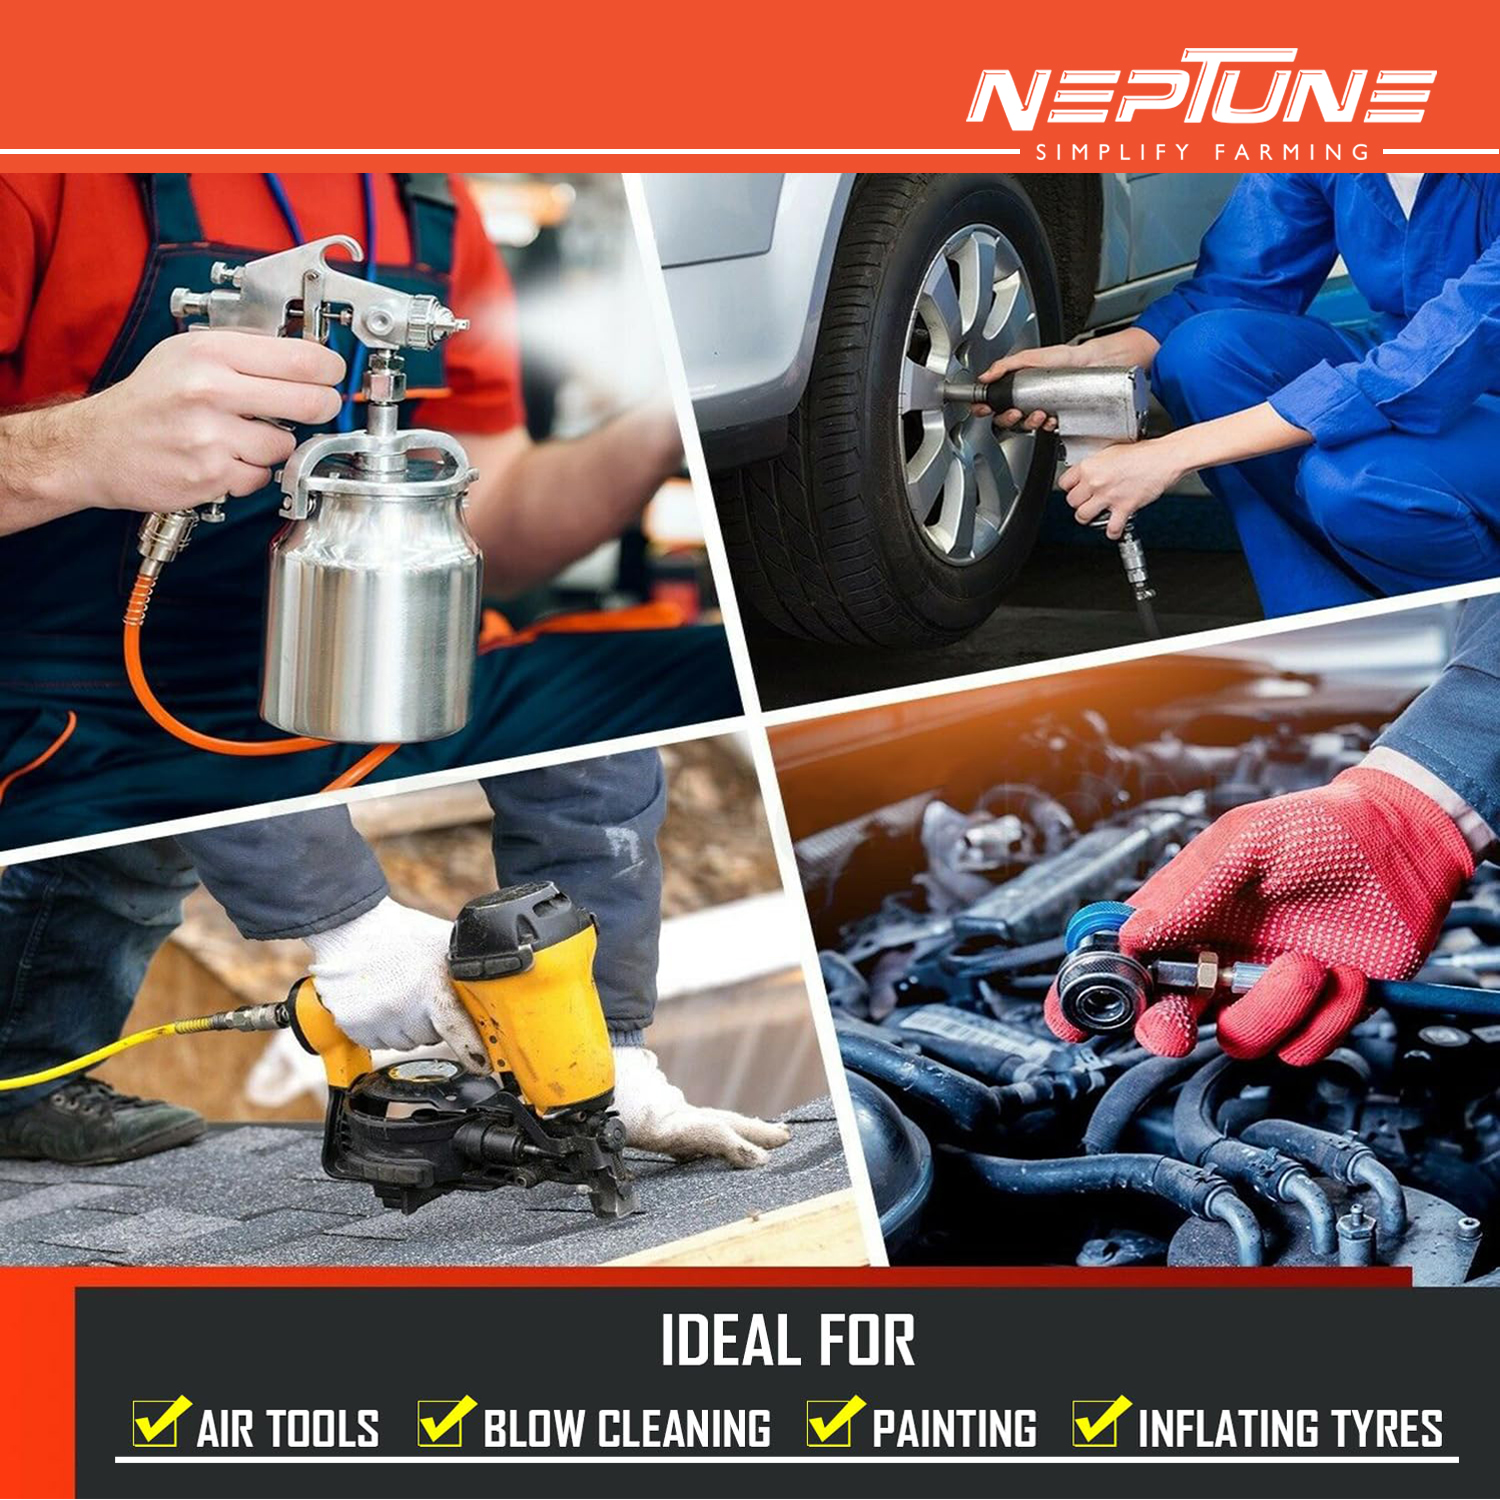 NEPTUNE
SIMPLIFY FARMING
IDEAL FOR
AIR TOOLS BLOW CLEANING PAINTING INFLATING TYRES